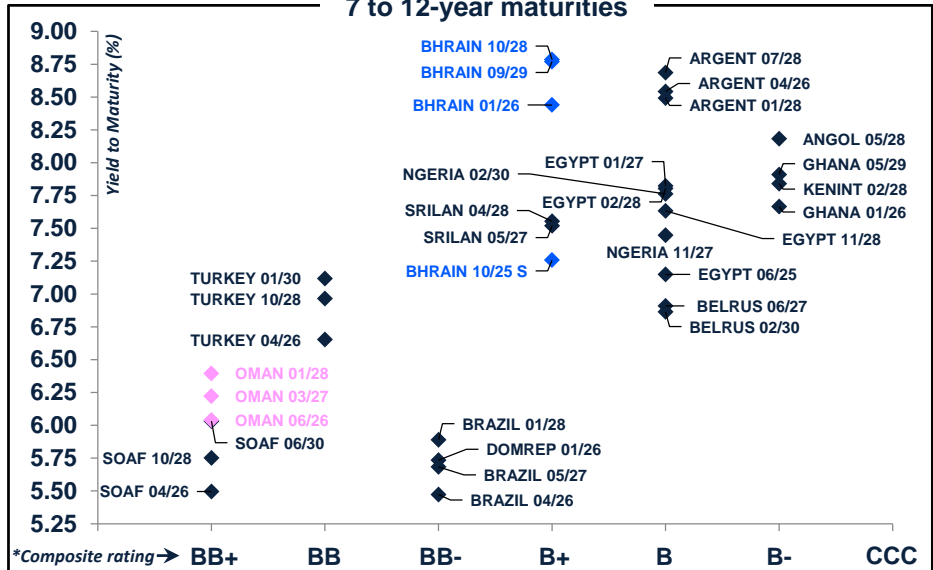 7 to 12-year maturities
9.00
8.75
8.50
8.25
8.00
7.75
7.50
7.25
7.00
6.75
6.50
6.25
6.00
5.75
5.50
5.25
Yield to Maturity (%)
BHRAIN 10/28
BHRAIN 09/29
BHRAIN 01/26
ARGENT 07/28
ARGENT 04/26
ARGENT 01/28
ANGOL 05/28
EGYPT 01/27
NGERIA 02/30
GHANA 05/29
KENINT 02/28
EGYPT 02/28
GHANA 01/26
SRILAN 04/28
SRILAN 05/27
EGYPT 11/28
NGERIA 11/27
BHRAIN 10/25 S
EGYPT 06/25
TURKEY 01/30
TURKEY 10/28
BELRUS 06/27
BELRUS 02/30
TURKEY 04/26
OMAN 01/28
OMAN 03/27
OMAN 06/26
SOAF 06/30
BRAZIL 01/28
DOMREP 01/26
SOAF 10/28
BRAZIL 05/27
SOAF 04/26
BRAZIL 04/26
*Composite rating BB+ BB BB- B+ B B- CCC